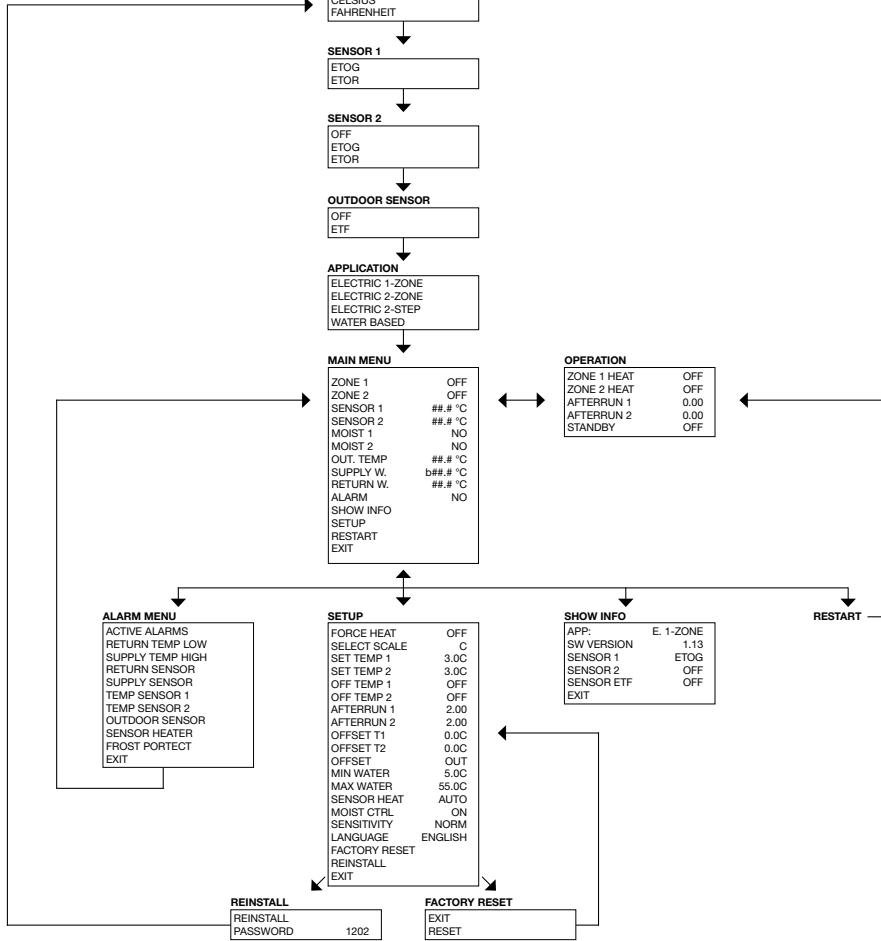 CELSIUS
FAHRENHEIT
SENSOR 1
ETOG
ETOR
SENSOR 2
OFF
ETOG
ETOR
OUTDOOR SENSOR
OFF
ETF
APPLICATION
ELECTRIC 1-ZONE
ELECTRIC 2-ZONE
ELECTRIC 2-STEP
WATER BASED
MAIN MENU
ZONE 1 OFF
ZONE 2 OFF
SENSOR 1 ##.# °C
SENSOR 2 ##.# °C
MOIST 1 NO
MOIST 2 NO
OUT. TEMP ##.# °C
SUPPLY W. b##.# °C
RETURN W. ##.# °C
ALARM NO
SHOW INFO
SETUP
RESTART
EXIT
OPERATION
ZONE 1 HEAT OFF
ZONE 2 HEAT OFF
AFTERRUN 1 0.00
AFTERRUN 2 0.00
STANDBY OFF
ALARM MENU
ACTIVE ALARMS
RETURN TEMP LOW
SUPPLY TEMP HIGH
RETURN SENSOR
SUPPLY SENSOR
TEMP SENSOR 1
TEMP SENSOR 2
OUTDOOR SENSOR
SENSOR HEATER
FROST PORTECT
EXIT
SETUP
FORCE HEAT OFF
SELECT SCALE C
SET TEMP 1 3.0C
SET TEMP 2 3.0C
OFF TEMP 1 OFF
OFF TEMP 2 OFF
AFTERRUN 1 2.00
AFTERRUN 2 2.00
OFFSET T1 0.0C
OFFSET T2 0.0C
OFFSET OUT
MIN WATER 5.0C
MAX WATER 55.0C
SENSOR HEAT AUTO
MOIST CTRL ON
SENSITIVITY NORM
LANGUAGE ENGLISH
FACTORY RESET
REINSTALL
EXIT
SHOW INFO
APP: E. 1-ZONE
SW VERSION 1.13
SENSOR 1 ETOG
SENSOR 2 OFF
SENSOR ETF OFF
EXIT
RESTART
REINSTALL
REINSTALL
PASSWORD 1202
FACTORY RESET
EXIT
RESET